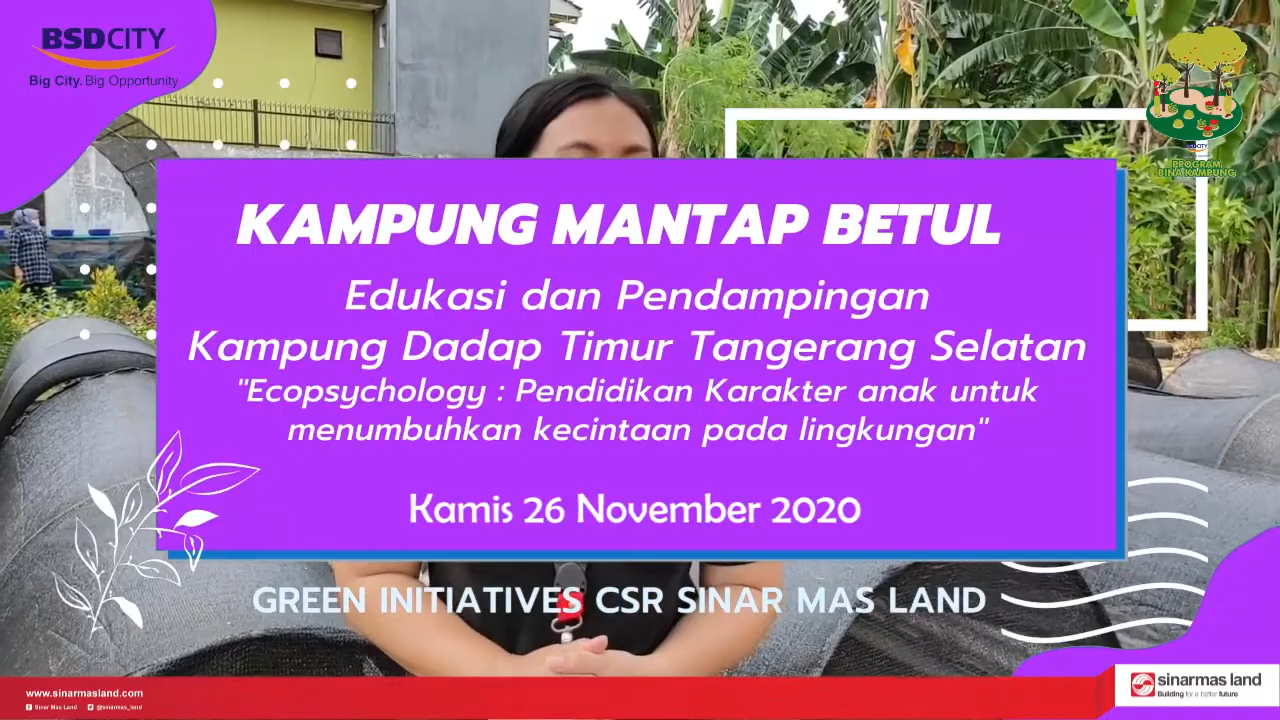 BSDCITY
Big City. Big Opportunity
BSDCITY
PROGRAM
BINA KAMPUNG
KAMPUNG MANTAP BETUL
Edukasi dan Pendampingan
Kampung Dadap Timur Tangerang Selatan
"Ecopsychology : Pendidikan Karakter anak untuk
menumbuhkan kecintaan pada lingkungan"
Kamis 26 November 2020
GREEN INITIATIVES CSR SINAR MAS LAND
www.sinarmasland.com
Sinar Mas Land @sinarmas_land
sinarmas land
Building for a better future